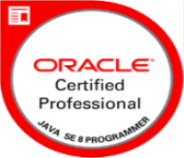 ORACLE
Certified
Professional
JAVA SE 8 PROGRAMMER